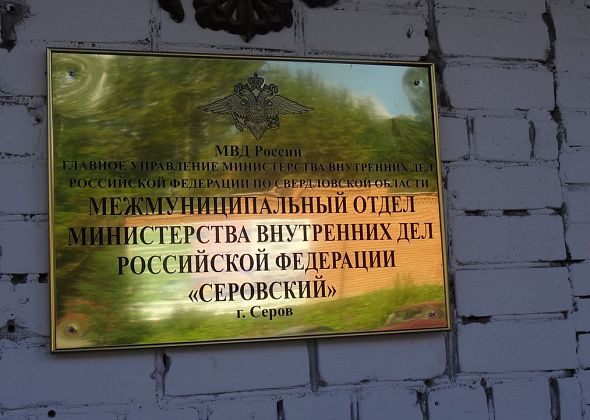 МВД России
ГЛАВНОЕ УПРАВЛЕНИЕ МИНИСТЕРСТВА ВНУТРЕННИХ ДЕЛ
РОССИЙСКОЙ ФЕДЕРАЦИИ ПО СВЕРДЛОВСКОЙ ОБЛАСТИ
МЕЖМУНИЦИПАЛЬНЫЙ ОТДЕЛ
МИНИСТЕРСТВА ВНУТРЕННИХ ДЕЛ
РОССИЙСКОЙ ФЕДЕРАЦИИ
«СЕРОВСКИЙ»
г. Серов